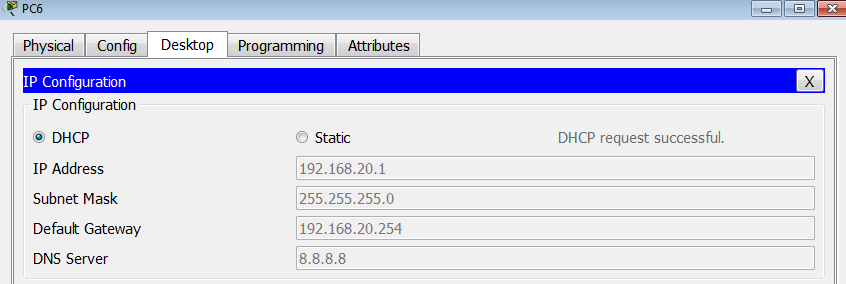 PC6
Physical Config Desktop Programming Attributes
IP Configuration X
IP Configuration
DHCP Static DHCP request successful.
IP Address 192.168.20.1
Subnet Mask 255.255.255.0
Default Gateway 192.168.20.254
DNS Server 8.8.8.8